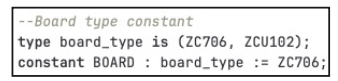 --Board type constant
type board_type is (ZC706, ZCU102);
constant BOARD : board_type := ZC706;